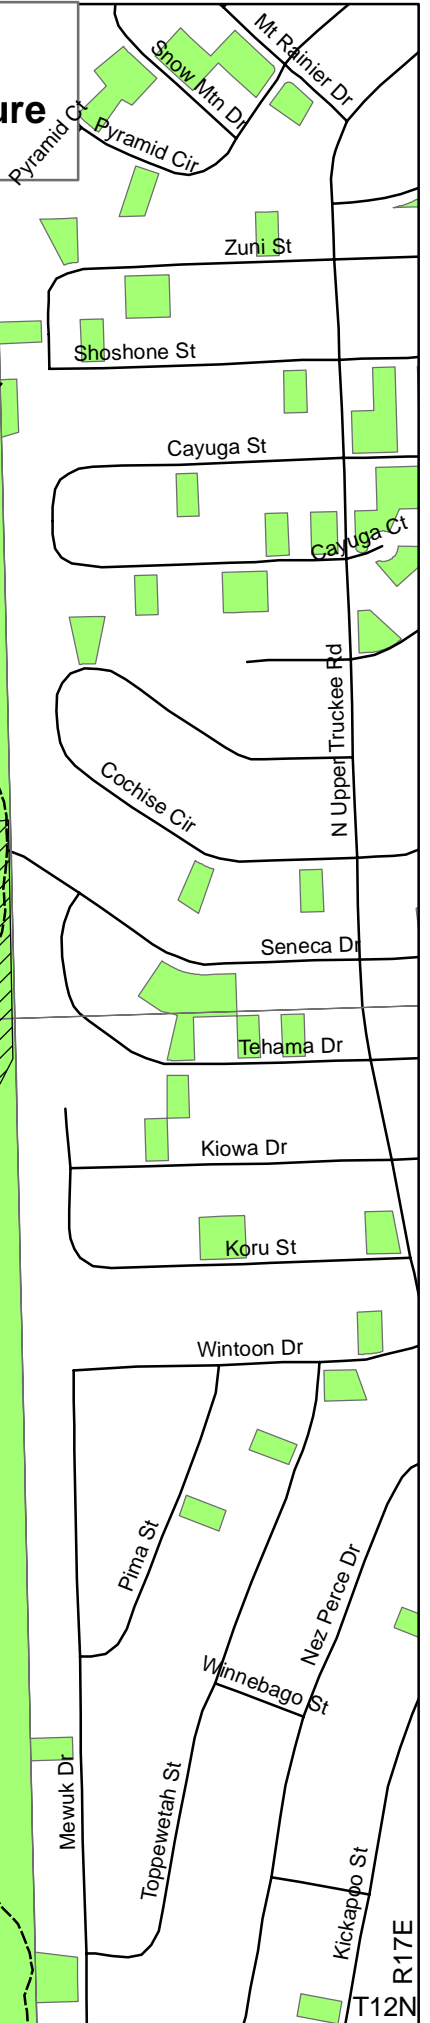 Mt Rainier Dr
Snow Mtn Dr
ure
Pyramid Ct
Pyramid Cir
Zuni St
Shoshone St
Cayuga St
Cayuga Ct
N Upper Truckee Rd
Cochise Cir
Seneca Dr
Tehama Dr
Kiowa Dr
Koru St
Wintoon Dr
Pima St
Nez Perce Dr
Winnebago St
Mewuk Dr
Toppewetah St
Kickapoo St
R17E
T12N